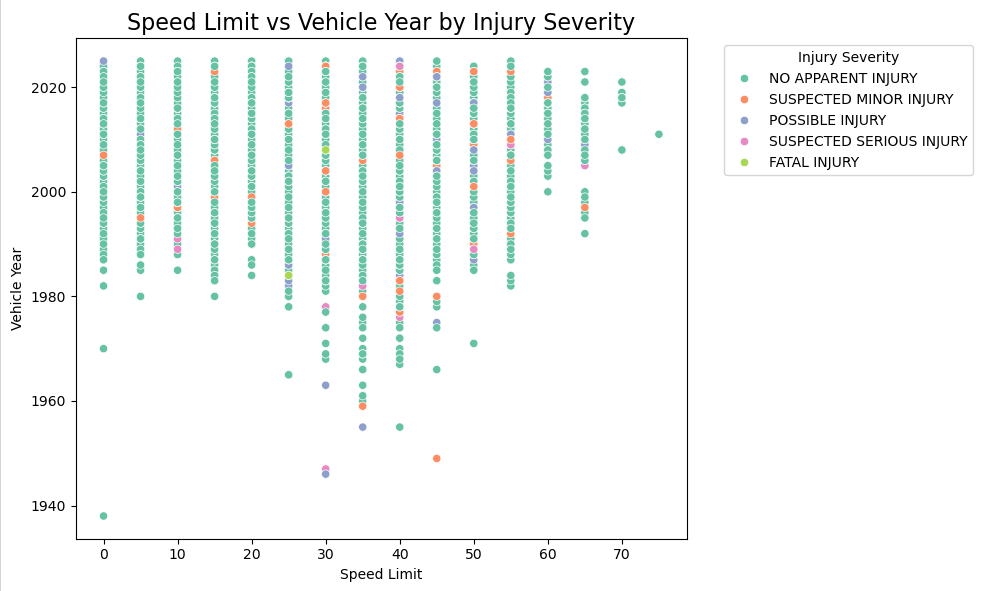 Speed Limit vs Vehicle Year by Injury Severity
Injury Severity
NO APPARENT INJURY
SUSPECTED MINOR INJURY
POSSIBLE INJURY
SUSPECTED SERIOUS INJURY
FATAL INJURY
Vehicle Year
2020
2000
1980
1960
1940
0 10 20 30 40 50 60 70
Speed Limit